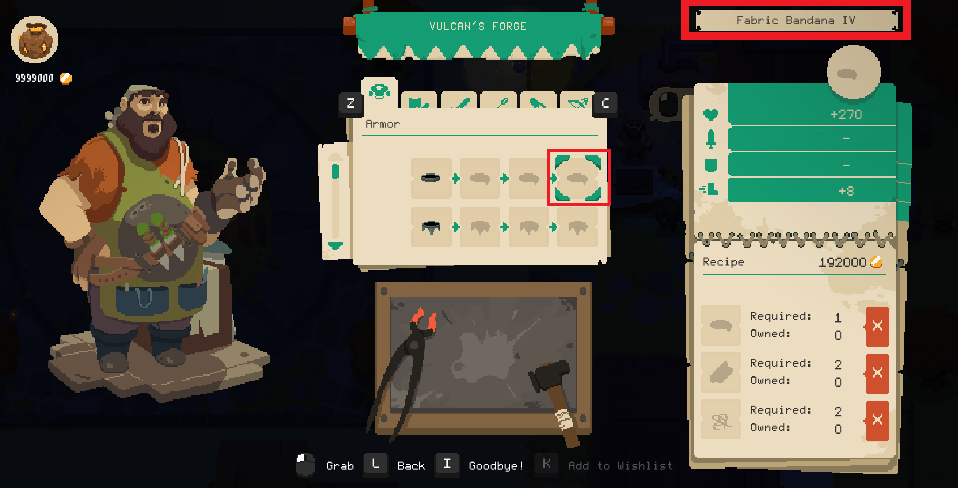 VULCAN'S FORGE
Fabric Bandana IV
9999000
Z
C
Armor
+270
-
-
+8
Recipe 192000
Required: 1
Owned: 0
Required: 2
Owned: 0
Required: 2
Owned: 0
Grab L Back I Goodbye! K Add to Wishlist